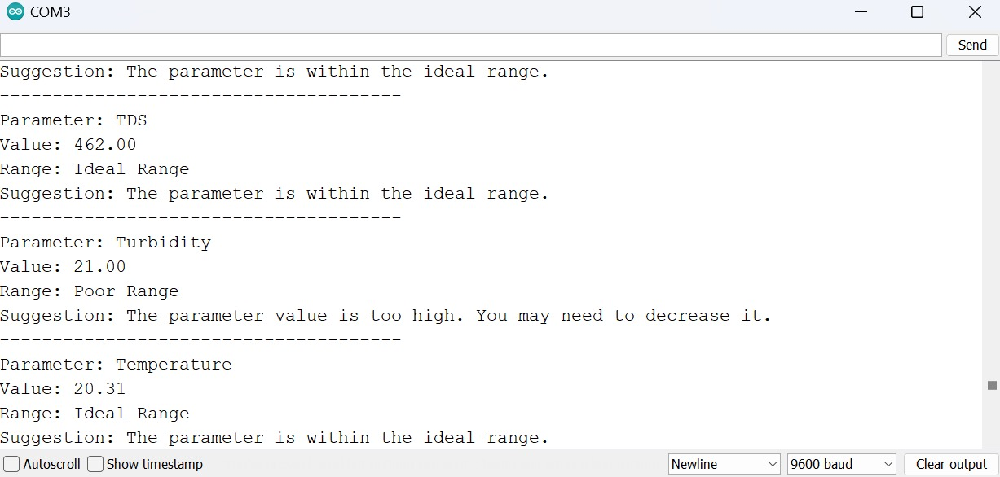 COM3
Send
Suggestion: The parameter is within the ideal range.
--------------------------------------
Parameter: TDS
Value: 462.00
Range: Ideal Range
Suggestion: The parameter is within the ideal range.
--------------------------------------
Parameter: Turbidity
Value: 21.00
Range: Poor Range
Suggestion: The parameter value is too high. You may need to decrease it.
--------------------------------------
Parameter: Temperature
Value: 20.31
Range: Ideal Range
Suggestion: The parameter is within the ideal range.
Autoscroll Show timestamp Newline 9600 baud Clear output